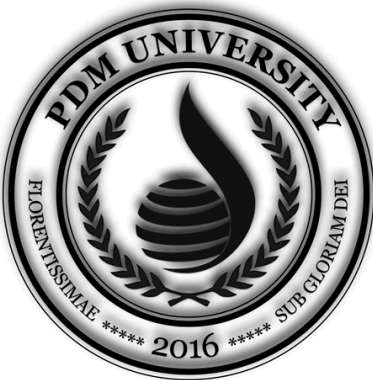 PDM UNIVERSITY
FLORENTISSIMAE
SUB GLORIAM DEI
***** 2016 *****